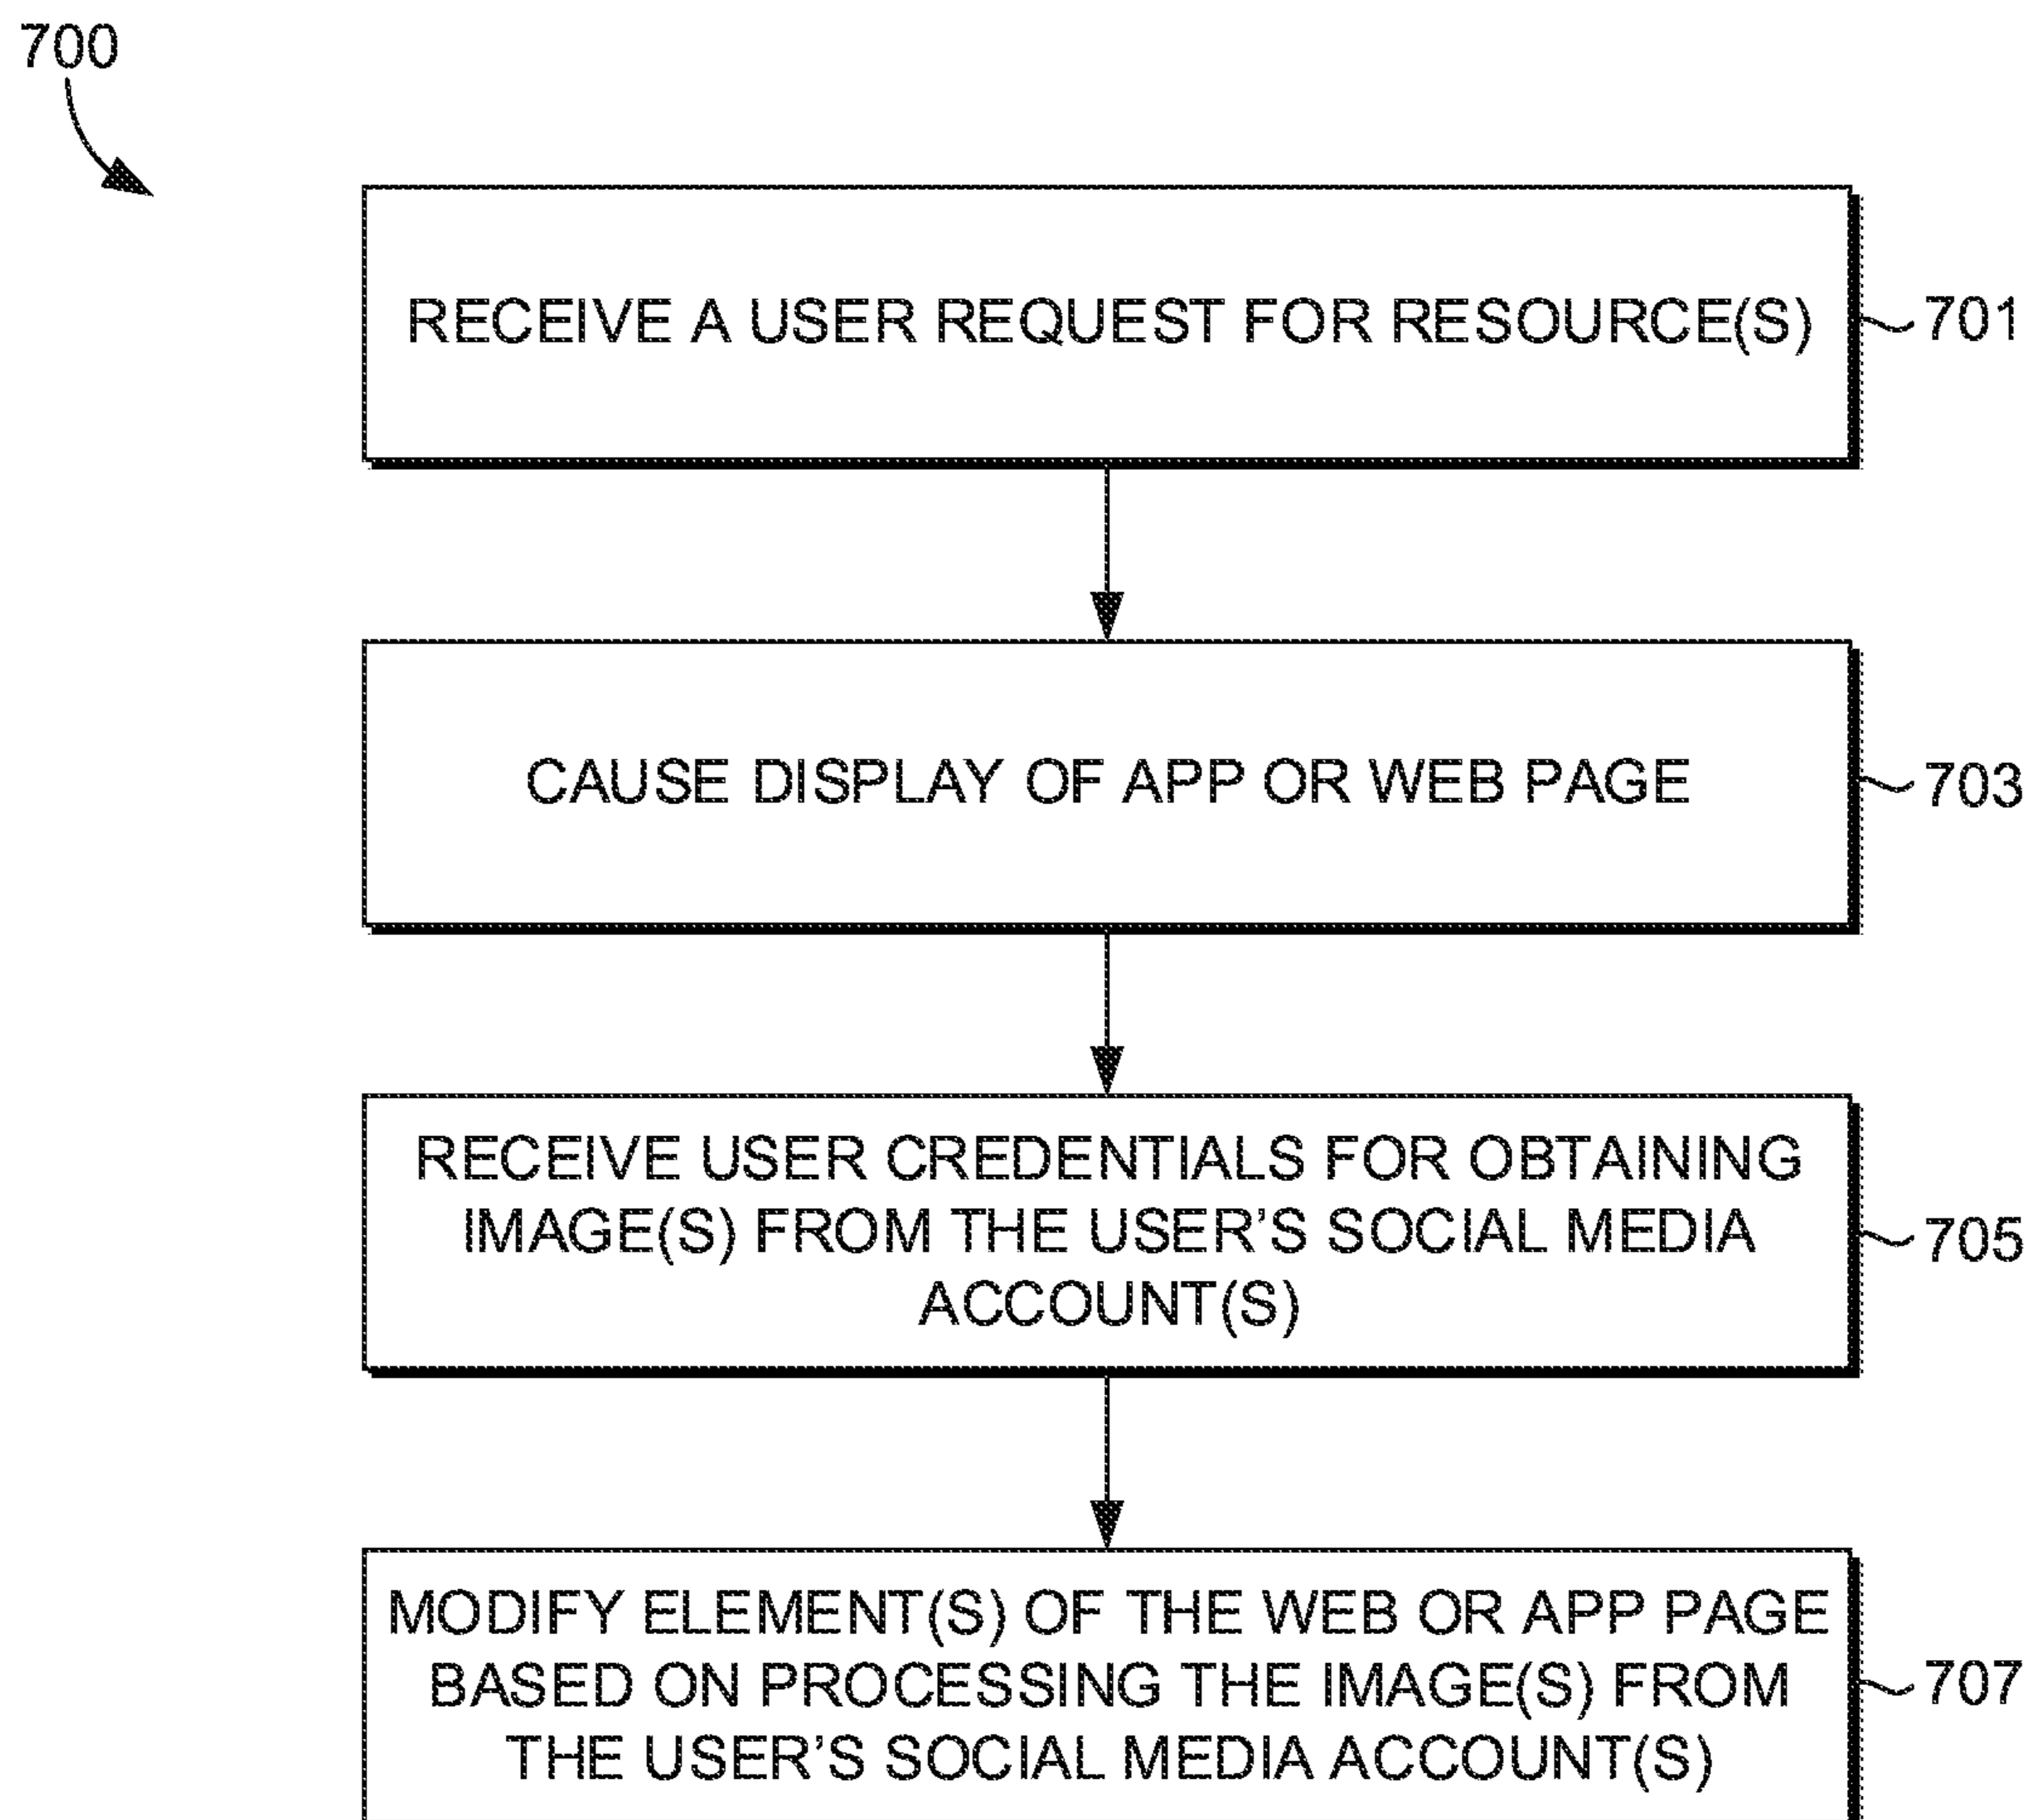 700
RECEIVE A USER REQUEST FOR RESOURCE(S)
701
CAUSE DISPLAY OF APP OR WEB PAGE
703
RECEIVE USER CREDENTIALS FOR OBTAINING
IMAGE(S) FROM THE USER'S SOCIAL MEDIA
ACCOUNT(S)
705
MODIFY ELEMENT(S) OF THE WEB OR APP PAGE
BASED ON PROCESSING THE IMAGE(S) FROM
THE USER'S SOCIAL MEDIA ACCOUNT(S)
707